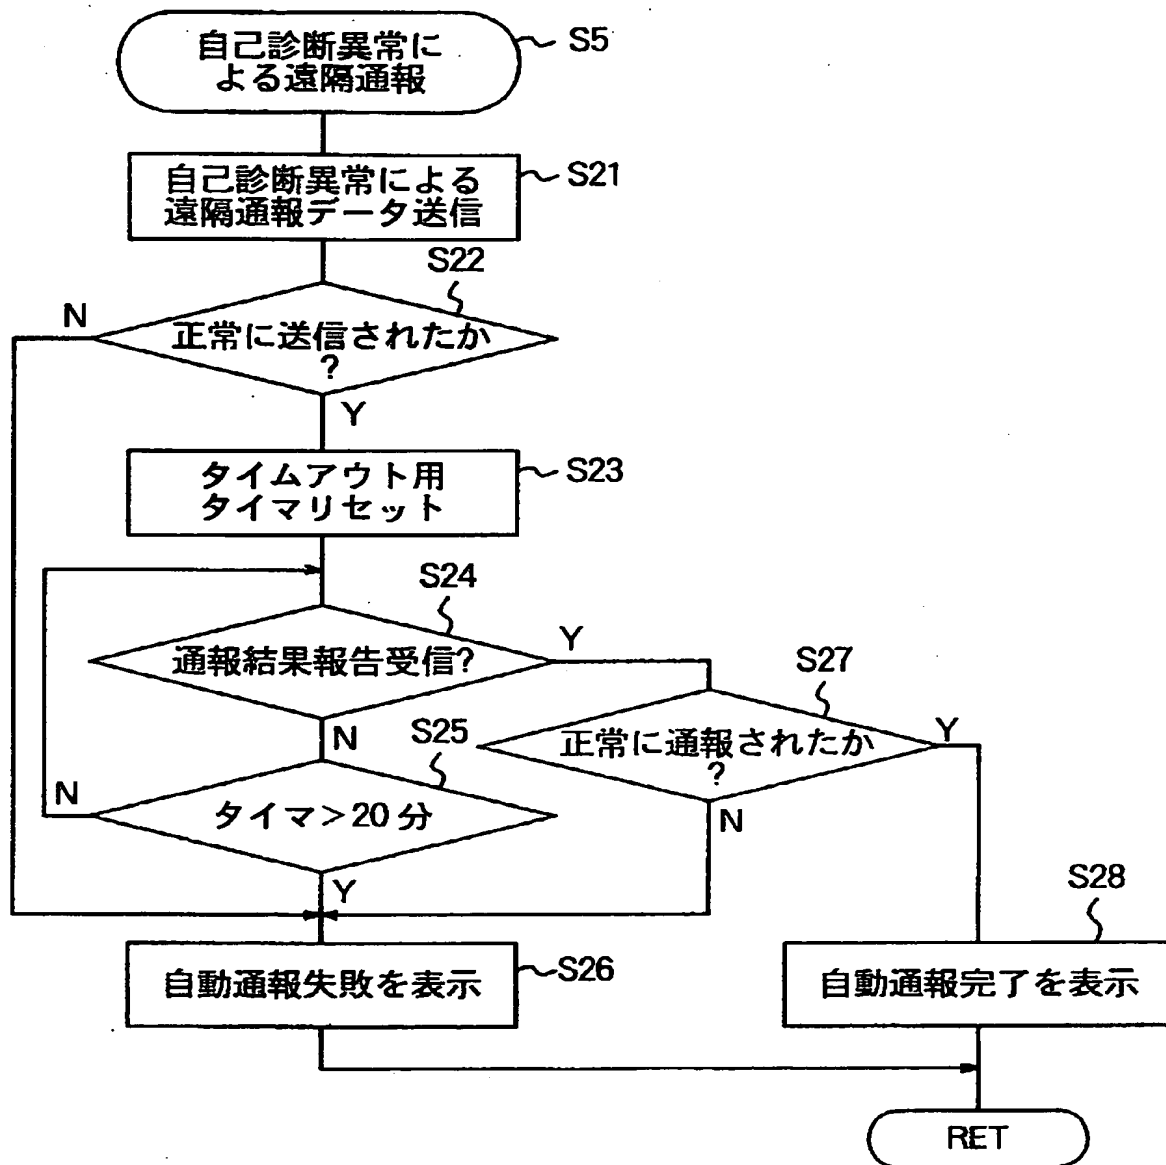 自己診断異常に
よる遠隔通報
S5
自己診断異常による
遠隔通報データ送信
S21
S22
N
正常に送信されたか
?
Y
タイムアウト用
タイマリセット
S23
S24
通報結果報告受信?
Y
N
S25
S27
正常に通報されたか
?
Y
N
N
タイマ>20分
Y
S28
自動通報失敗を表示
S26
自動通報完了を表示
RET